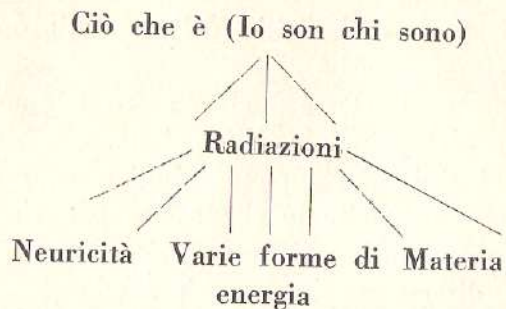 Ciò che è (Io son chi sono)
Radiazioni
Neuricità Varie forme di Materia
energia